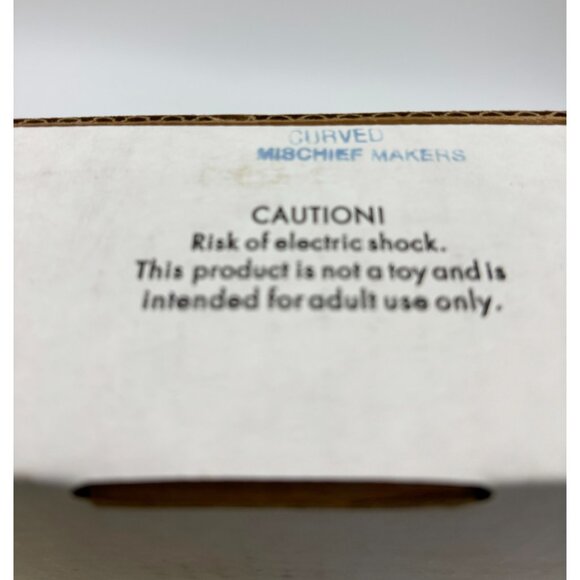 CURVED
MISCHIEF MAKERS
CAUTION!
Risk of electric shock.
This product is not a toy and is
intended for adult use only.